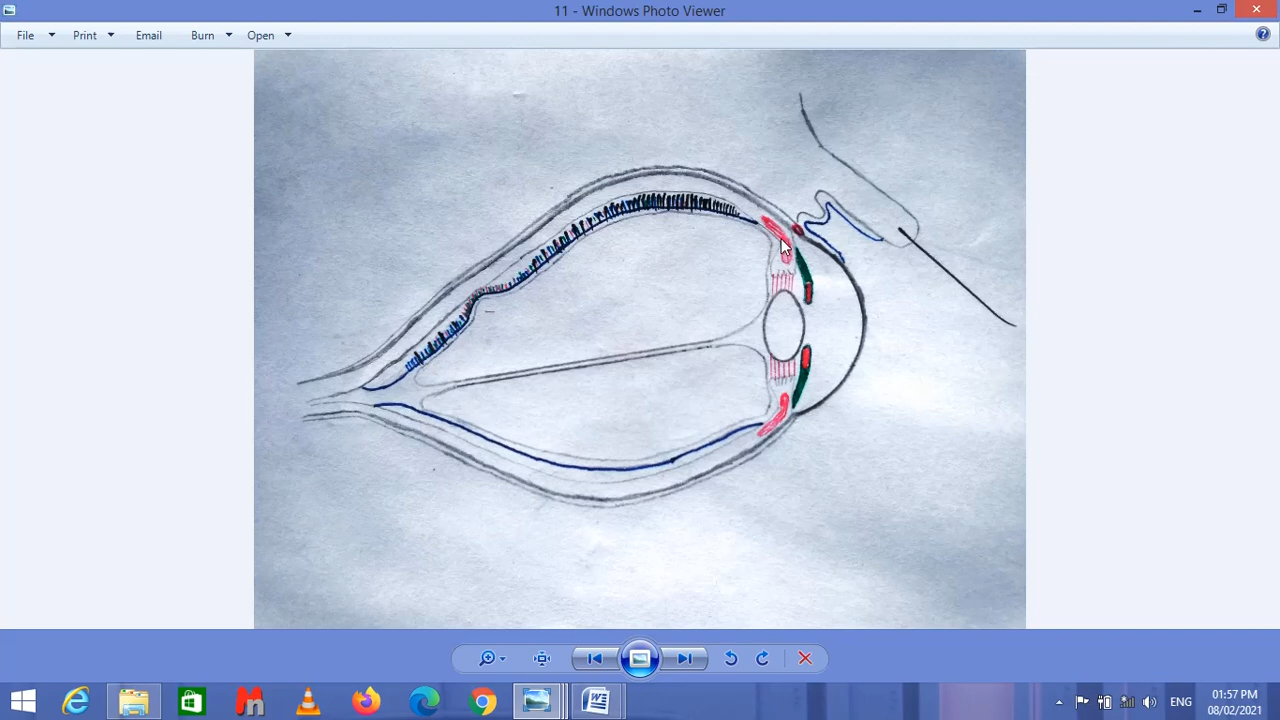 11 - Windows Photo Viewer
File Print Email Burn Open
ENG
01:57 PM
08/02/2021